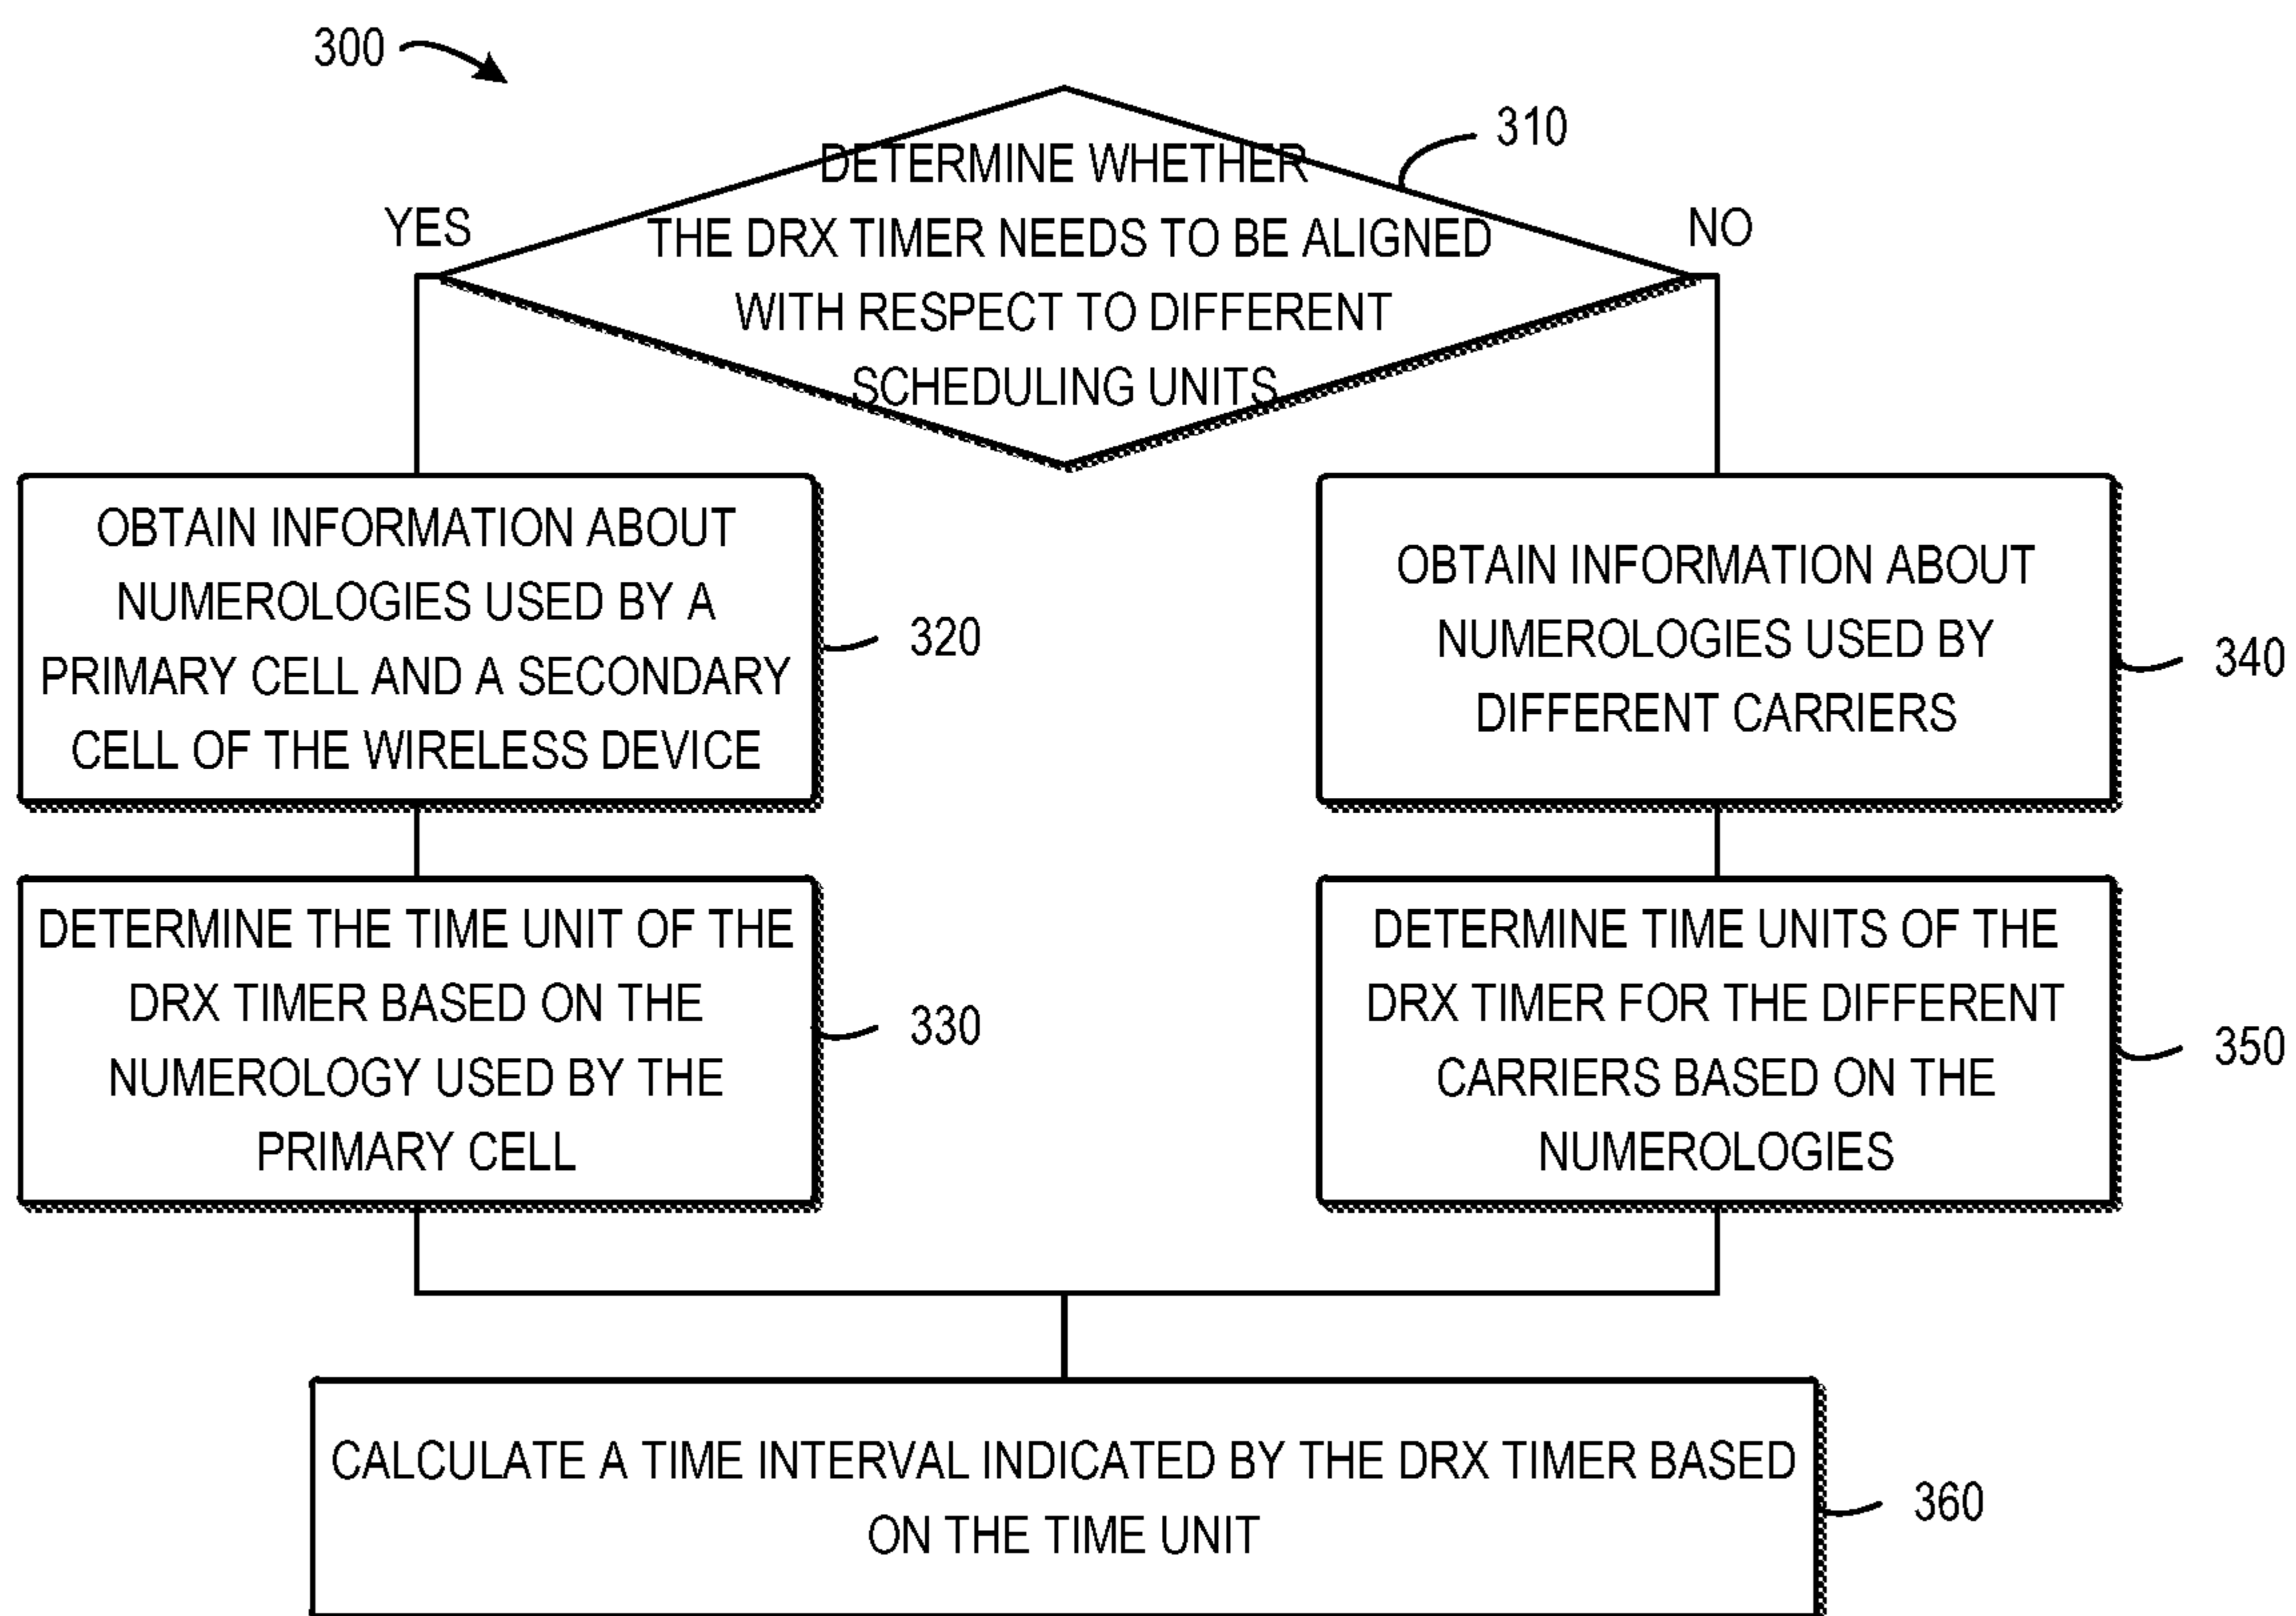 300
310
DETERMINE WHETHER
THE DRX TIMER NEEDS TO BE ALIGNED
WITH RESPECT TO DIFFERENT
SCHEDULING UNITS
YES
NO
OBTAIN INFORMATION ABOUT
NUMEROLOGIES USED BY A
PRIMARY CELL AND A SECONDARY
CELL OF THE WIRELESS DEVICE
320
OBTAIN INFORMATION ABOUT
NUMEROLOGIES USED BY
DIFFERENT CARRIERS
340
DETERMINE THE TIME UNIT OF THE
DRX TIMER BASED ON THE
NUMEROLOGY USED BY THE
PRIMARY CELL
330
DETERMINE TIME UNITS OF THE
DRX TIMER FOR THE DIFFERENT
CARRIERS BASED ON THE
NUMEROLOGIES
350
CALCULATE A TIME INTERVAL INDICATED BY THE DRX TIMER BASED
ON THE TIME UNIT
360